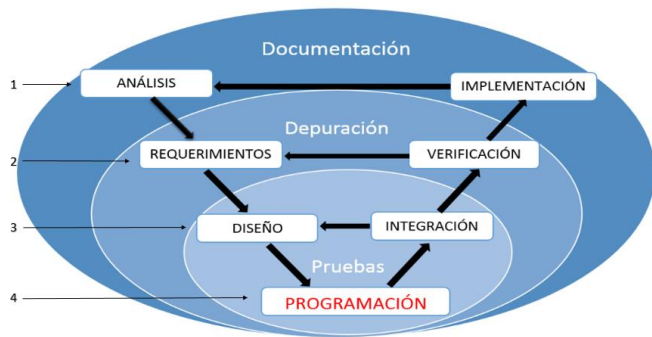 Documentación
1
ANÁLISIS
IMPLEMENTACIÓN
Depuración
2
REQUERIMIENTOS
VERIFICACIÓN
3
DISEÑO
INTEGRACIÓN
Pruebas
4
PROGRAMACIÓN